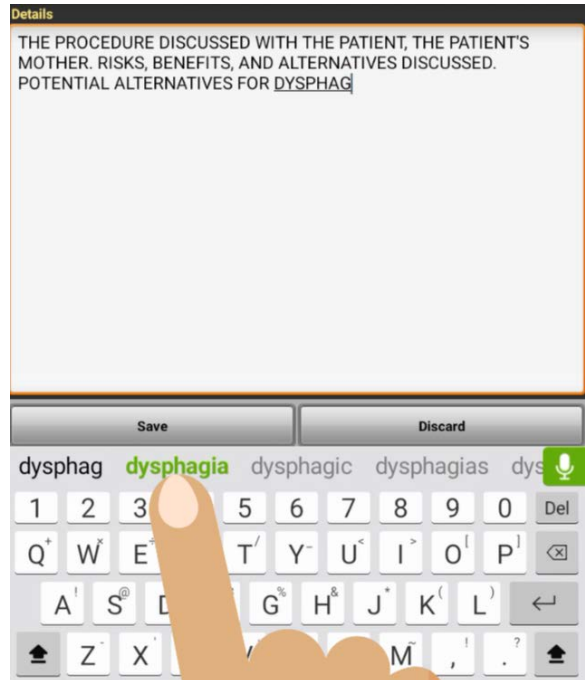 Details
THE PROCEDURE DISCUSSED WITH THE PATIENT, THE PATIENT'S
MOTHER. RISKS, BENEFITS, AND ALTERNATIVES DISCUSSED.
POTENTIAL ALTERNATIVES FOR DYSPHAG
Save Discard
dysphag dysphagia dysphagic dysphagias dys
1 2 3 5 6 7 8 9 0 Del
Q+ W× E÷ T/ Y- U< I> O[ P]
A! S@ D G% H& J* K( L)
Z- X' M~ ,! .?